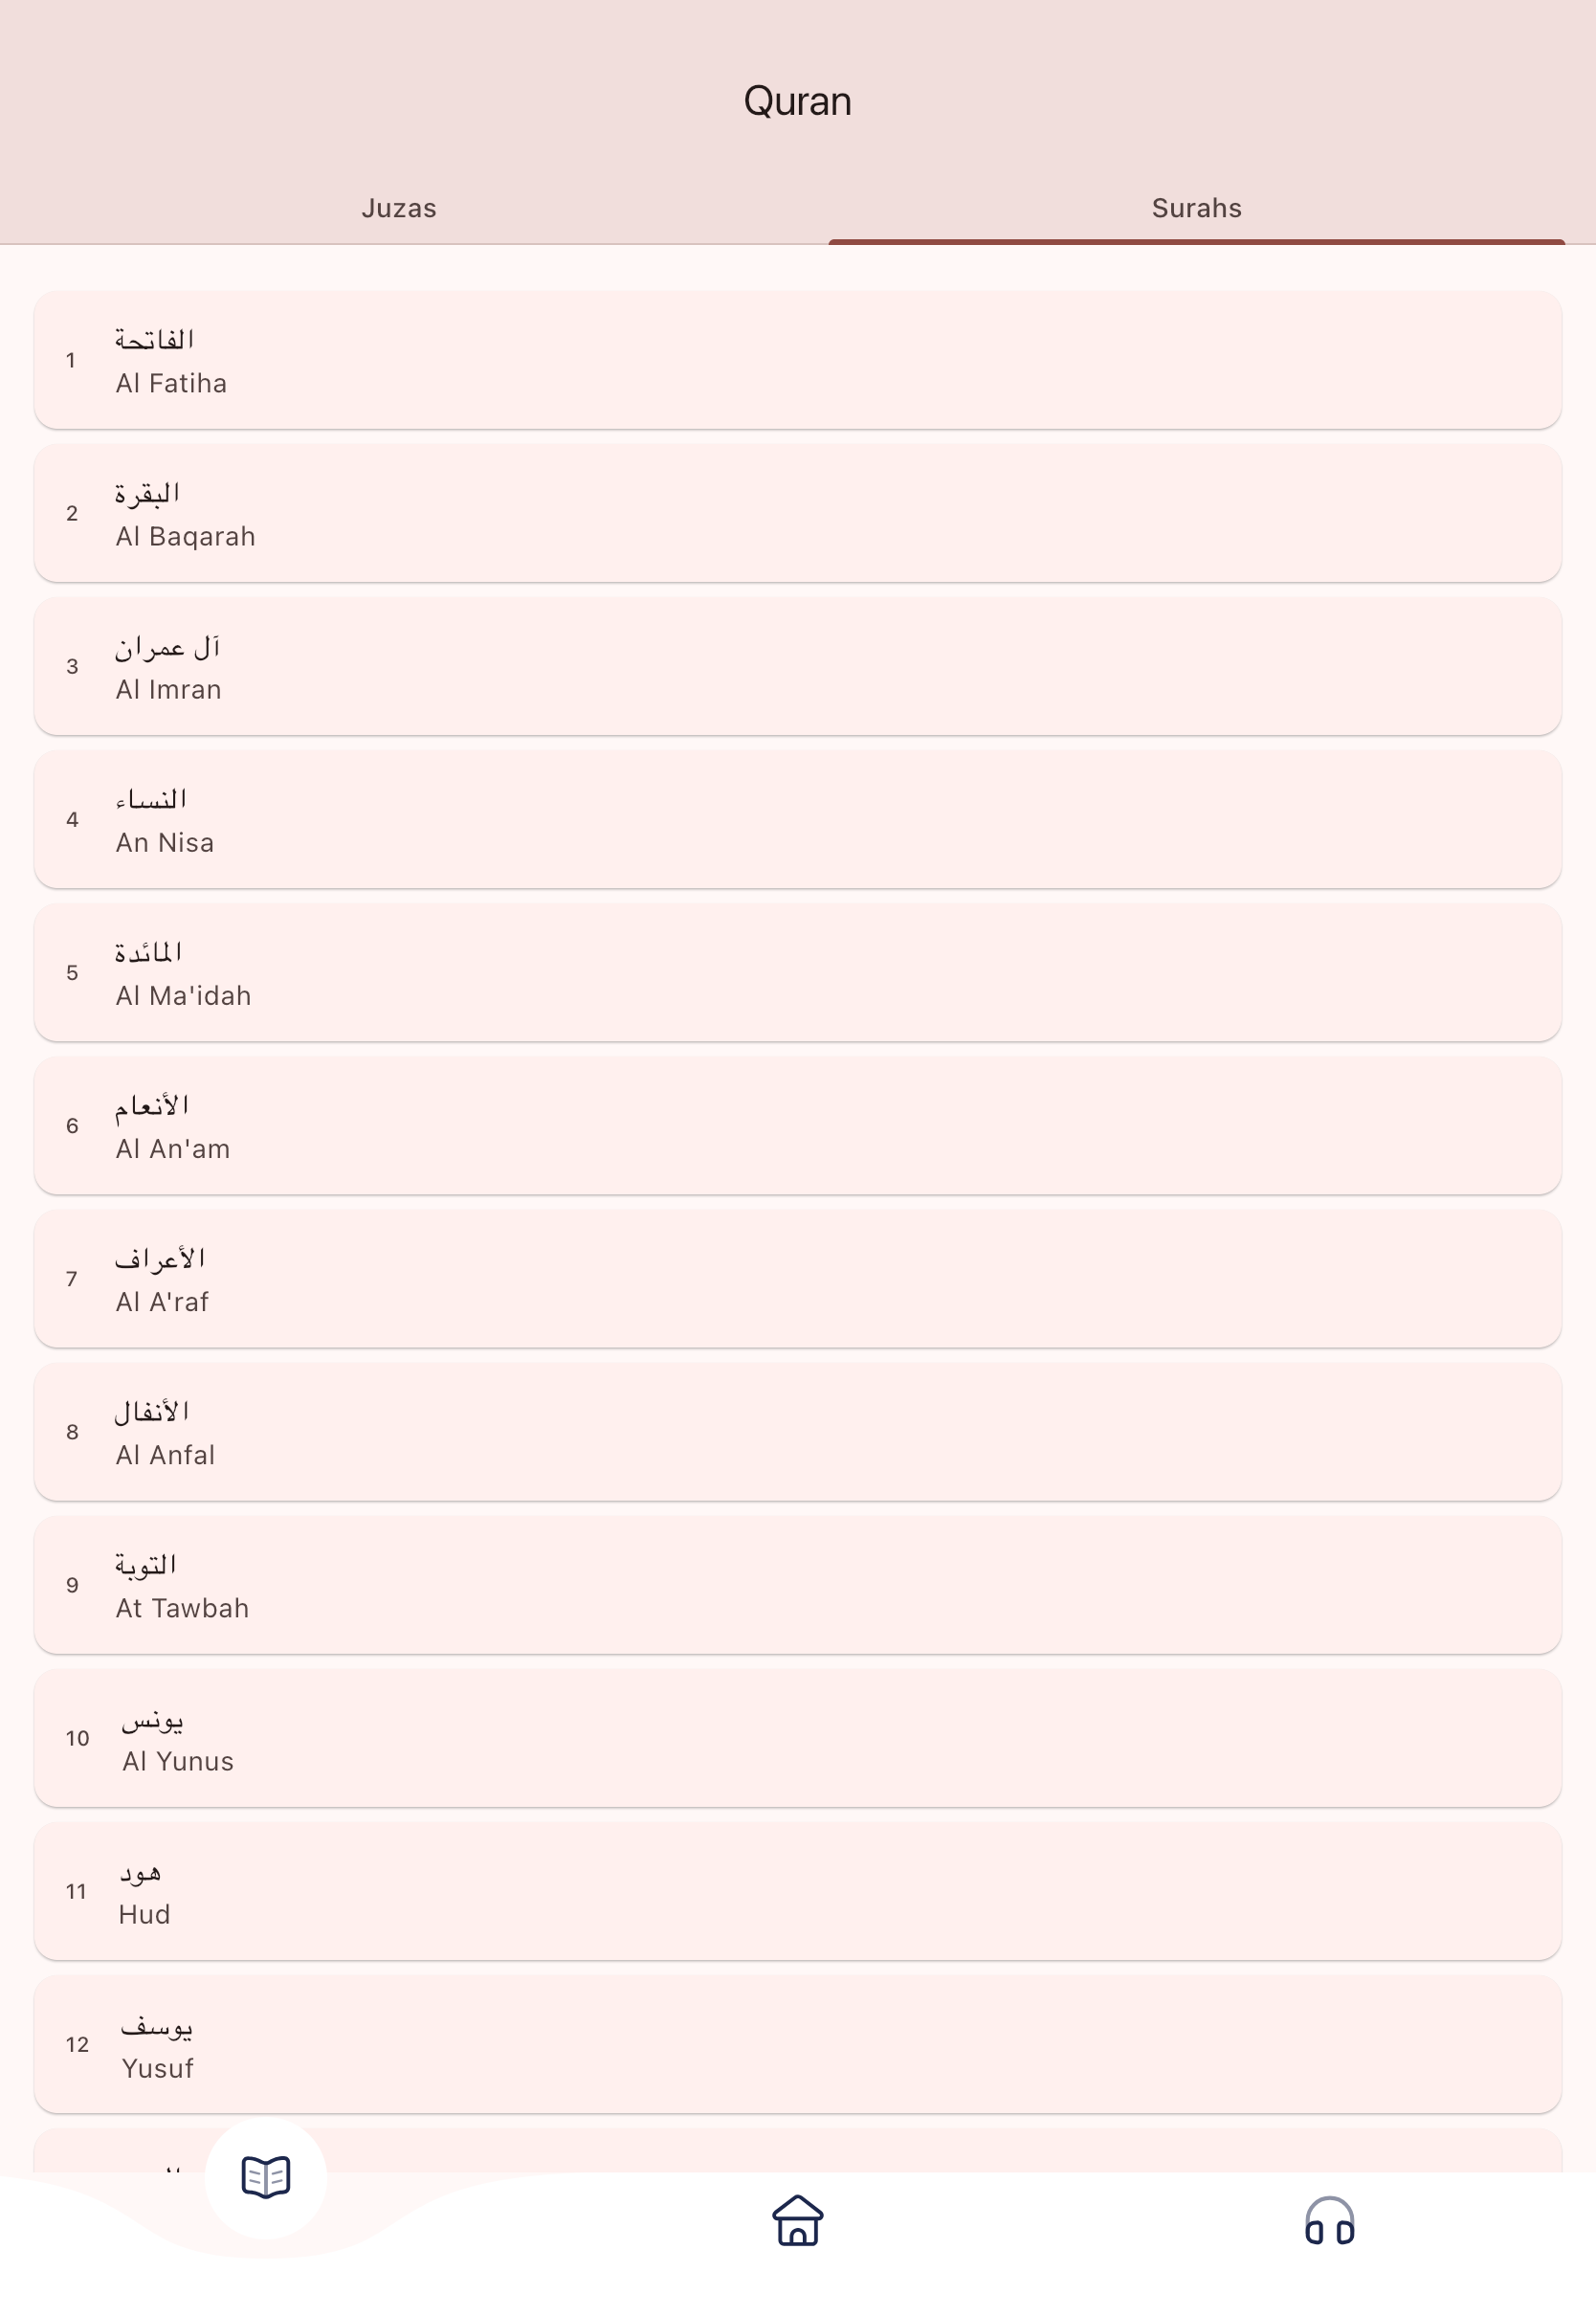 Quran
Juzas
Surahs
1
الفاتحة
Al Fatiha
2
البقرة
Al Baqarah
3
آل عمران
Al Imran
4
النساء
An Nisa
5
المائدة
Al Ma'idah
6
الأنعام
Al An'am
7
الأعراف
Al A'raf
8
الأنفال
Al Anfal
9
التوبة
At Tawbah
10
يونس
Al Yunus
11
هود
Hud
12
يوسف
Yusuf